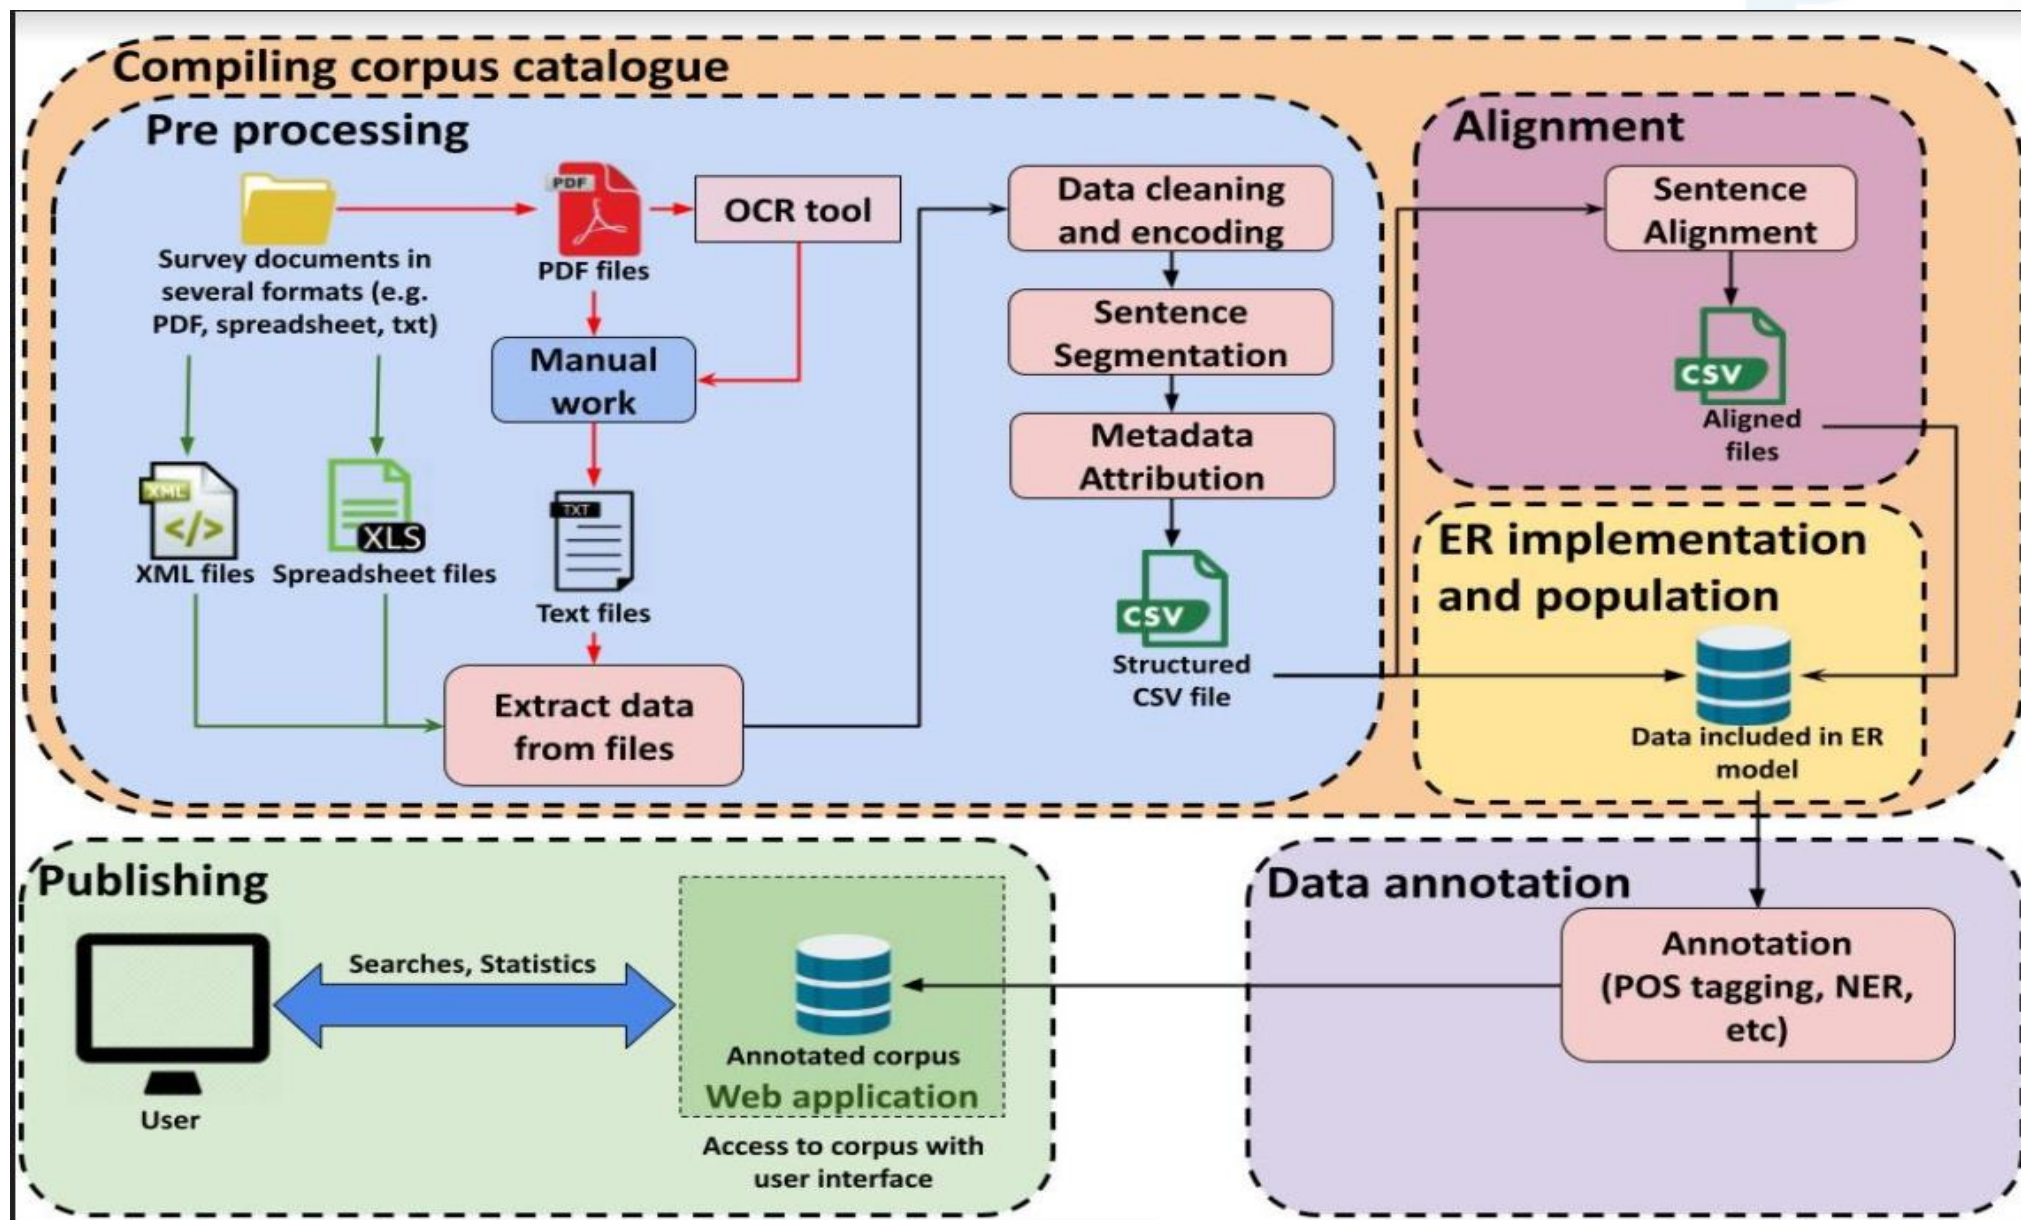 Compiling corpus catalogue
Pre processing
Survey documents in
several formats (e.g.
PDF, spreadsheet, txt)
PDF
PDF files
OCR tool
Manual
work
XML
</>
XML files
XLS
Spreadsheet files
TXT
Text files
Extract data
from files
Data cleaning
and encoding
Sentence
Segmentation
Metadada
Attribution
CSV
Structured
CSV file
Alignment
Sentence
Alignment
CSV
Aligned
files
ER implementation
and population
Data included in ER
model
Publishing
User
Searches, Statistics
Annotated corpus
Web application
Access to corpus with
user interface
Data annotation
Annotation
(POS tagging, NER,
etc)